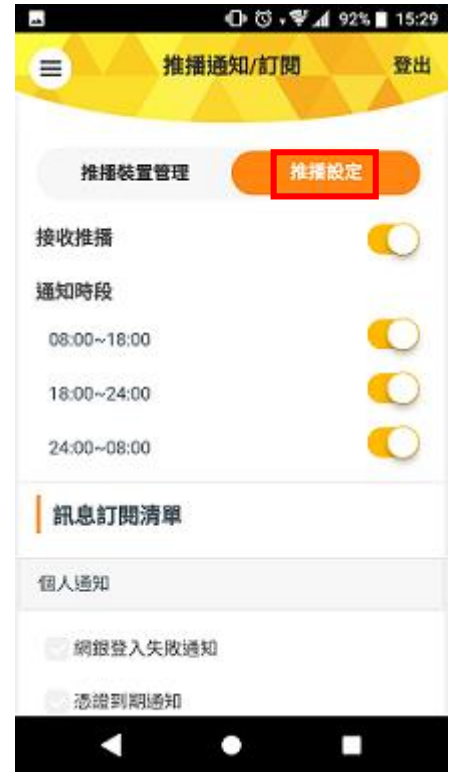 92% 15:29
推播通知/訂閱 登出
推播裝置管理 推播設定
接收推播
通知時段
08:00~18:00
18:00~24:00
24:00~08:00
訊息訂閱清單
個人通知
網銀登入失敗通知
憑證到期通知